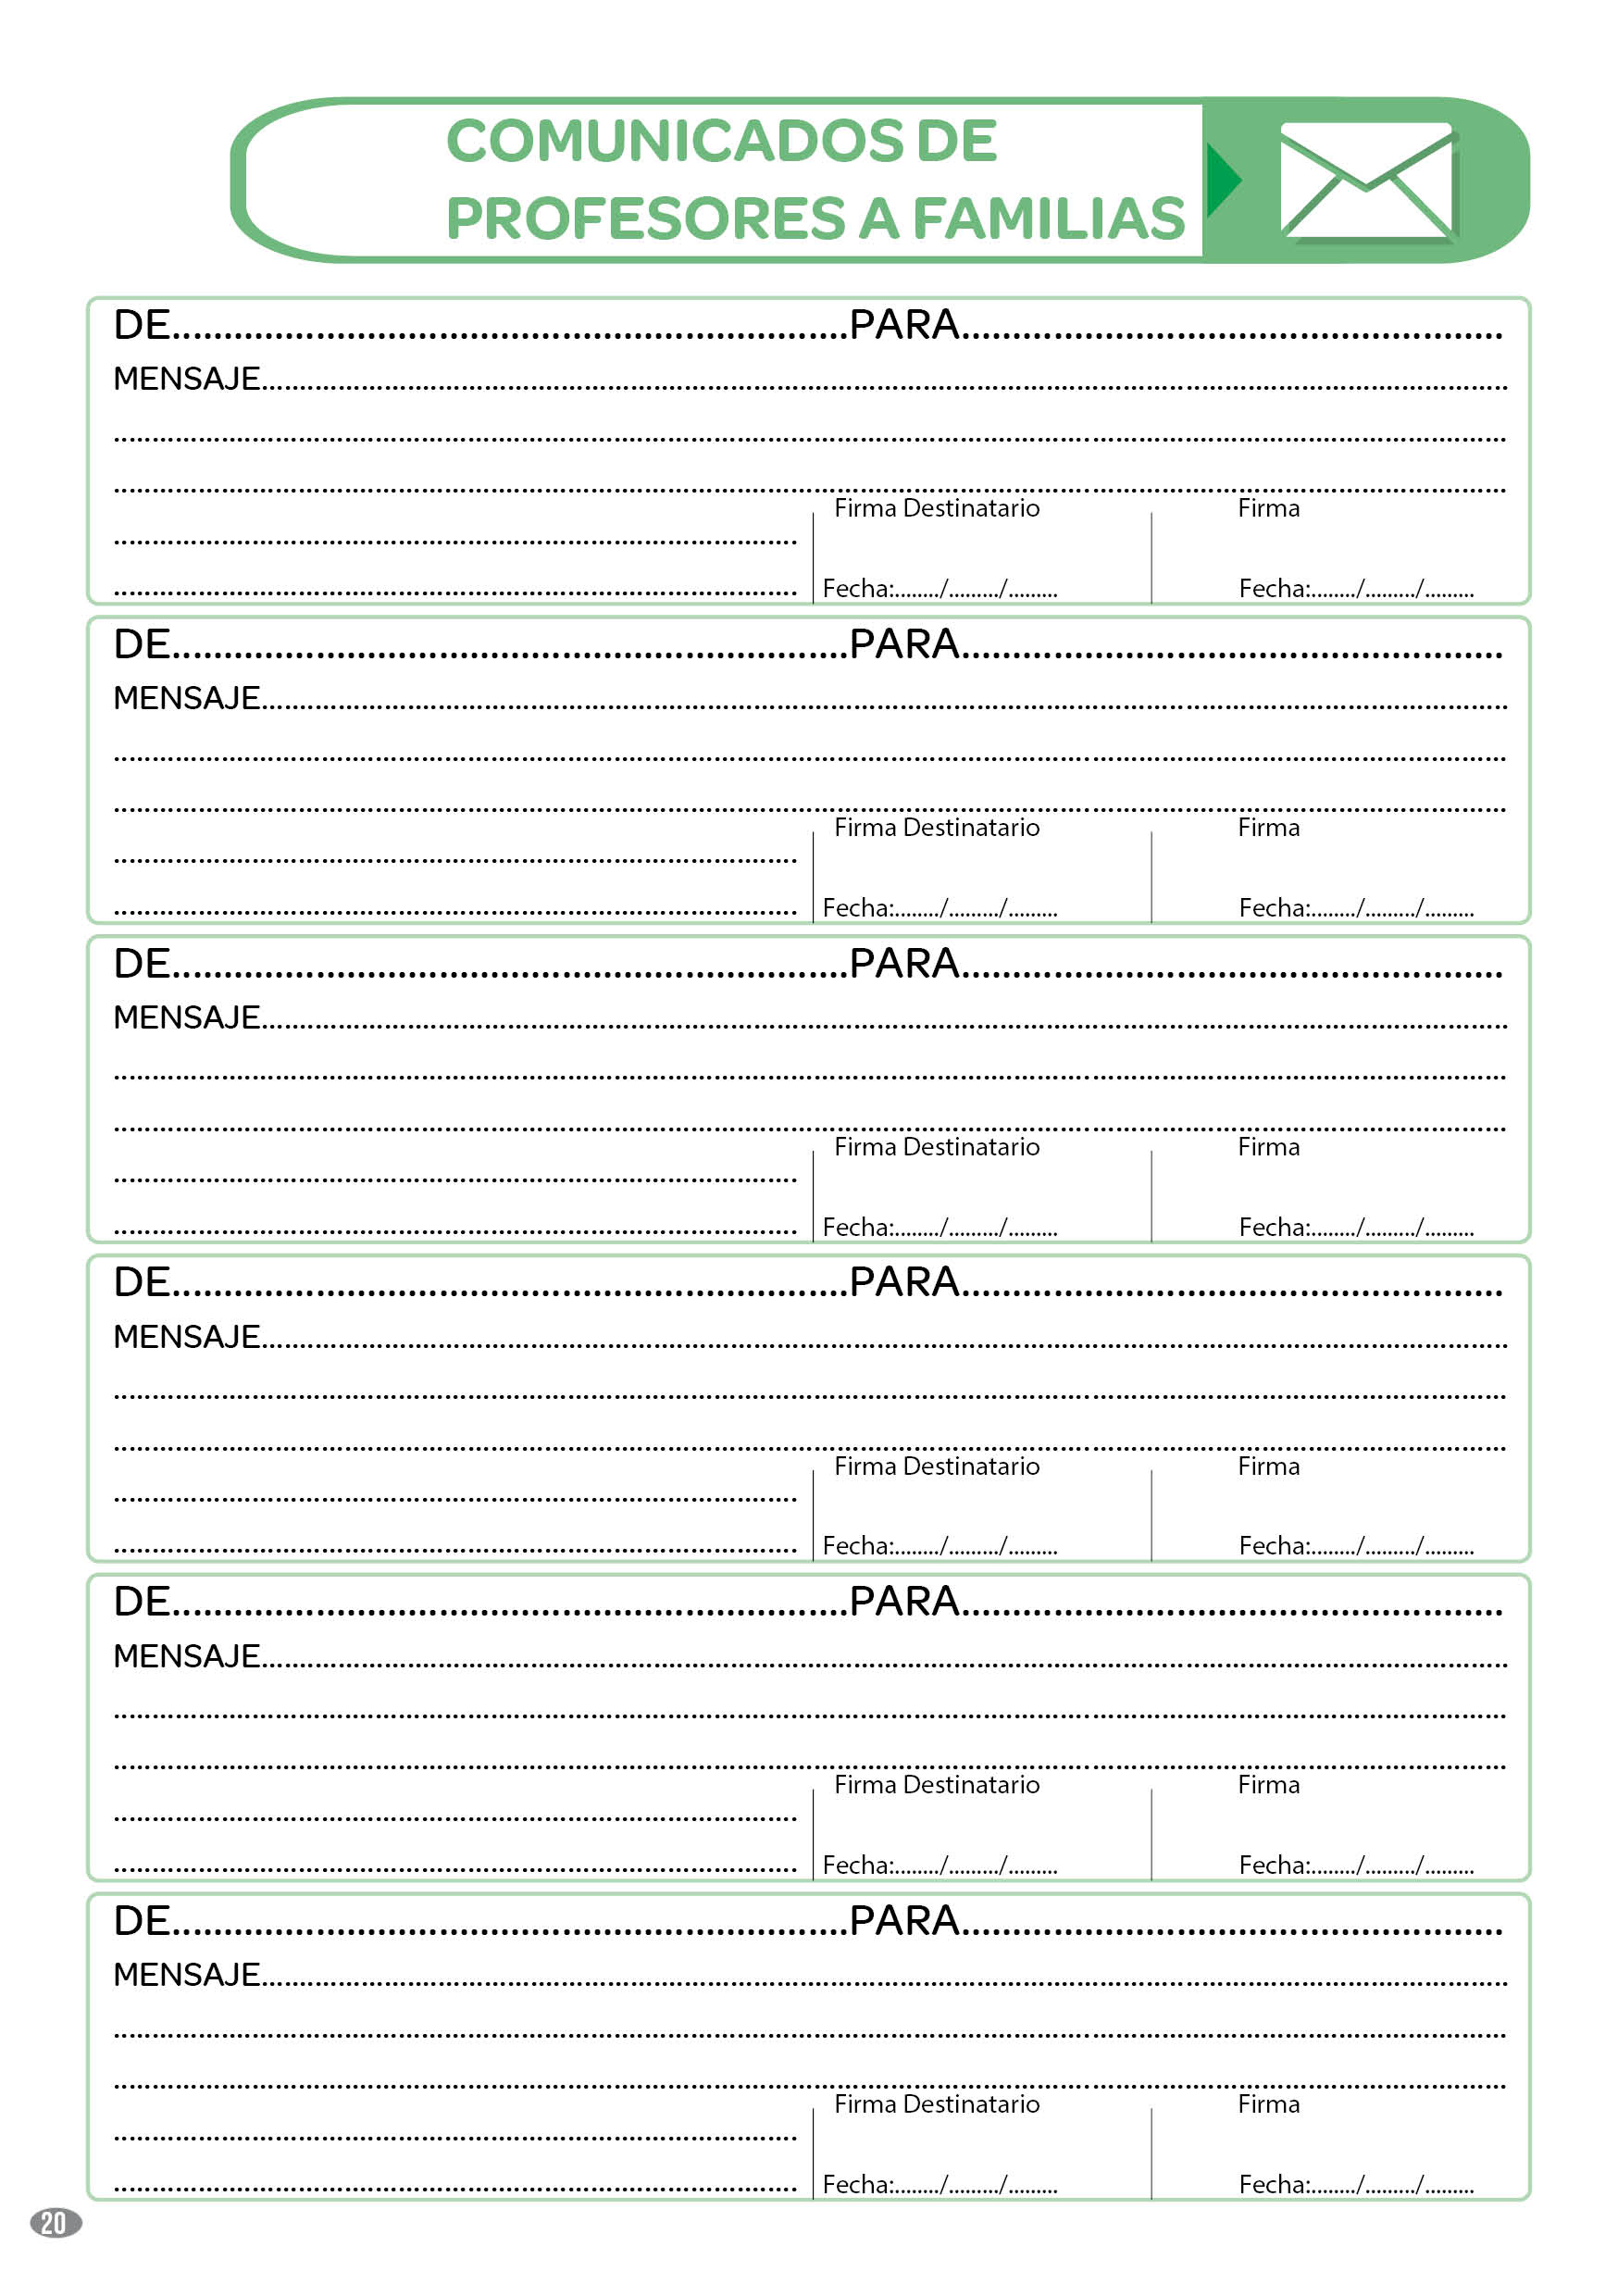 COMUNICADOS DE
PROFESORES A FAMILIAS
DE................................................................PARA....................................................
MENSAJE....................................................................................................
....................................................................................................
....................................................................................................
Firma Destinatario Firma
....................................................................................................
Fecha:......../........./......... Fecha:......../........./.........
DE................................................................PARA....................................................
MENSAJE....................................................................................................
....................................................................................................
....................................................................................................
Firma Destinatario Firma
....................................................................................................
Fecha:......../........./......... Fecha:......../........./.........
DE................................................................PARA....................................................
MENSAJE....................................................................................................
....................................................................................................
....................................................................................................
Firma Destinatario Firma
....................................................................................................
Fecha:......../........./......... Fecha:......../........./.........
DE................................................................PARA....................................................
MENSAJE....................................................................................................
....................................................................................................
....................................................................................................
Firma Destinatario Firma
....................................................................................................
Fecha:......../........./......... Fecha:......../........./.........
DE................................................................PARA....................................................
MENSAJE....................................................................................................
....................................................................................................
....................................................................................................
Firma Destinatario Firma
....................................................................................................
Fecha:......../........./......... Fecha:......../........./.........
DE................................................................PARA....................................................
MENSAJE....................................................................................................
....................................................................................................
....................................................................................................
Firma Destinatario Firma
....................................................................................................
Fecha:......../........./......... Fecha:......../........./.........
20